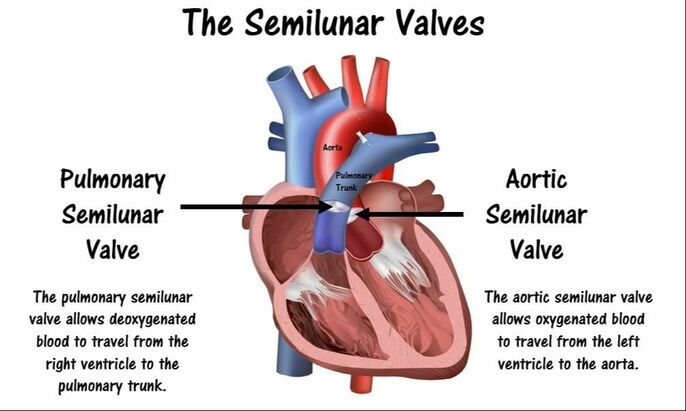 The Semilunar Valves
Aorta
Pulmonary
Trunk
Pulmonary
Semilunar
Valve
Aortic
Semilunar
Valve
The pulmonary semilunar
valve allows deoxygenated
blood to travel from the
right ventricle to the
pulmonary trunk.
The aortic semilunar valve
allows oxygenated blood
to travel from the left
ventricle to the aorta.